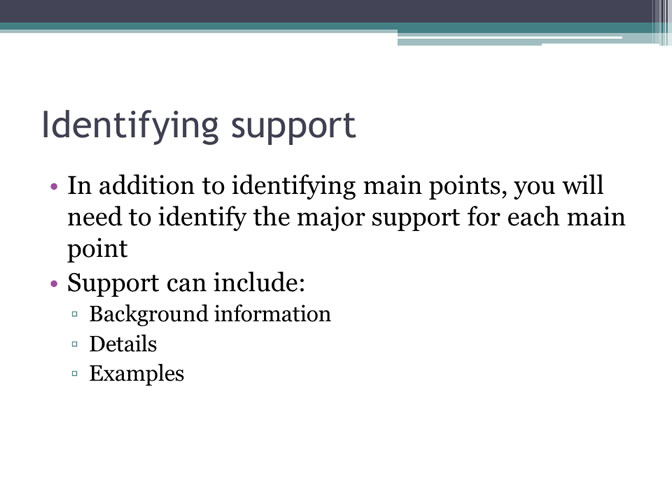 Identifying support
• In addition to identifying main points, you will
need to identify the major support for each main
point
• Support can include:
▫ Background information
▫ Details
▫ Examples